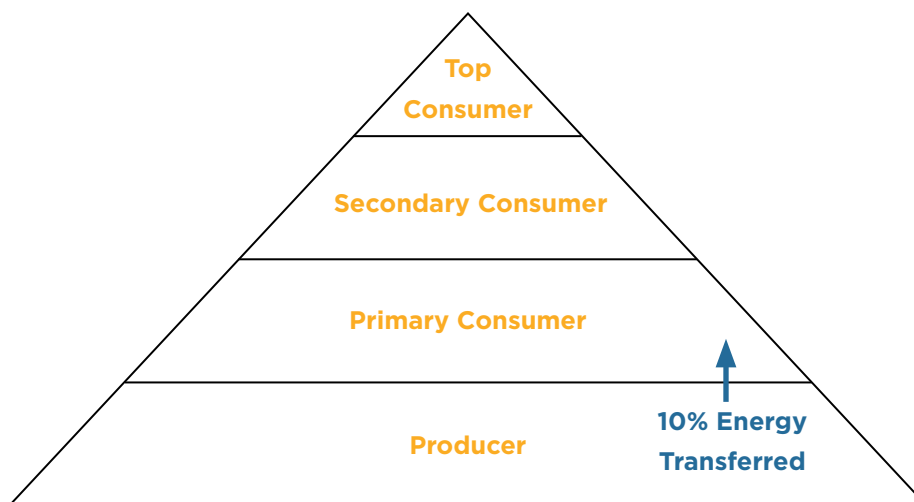 Top
Consumer
Secondary Consumer
Primary Consumer
Producer
10% Energy
Transferred